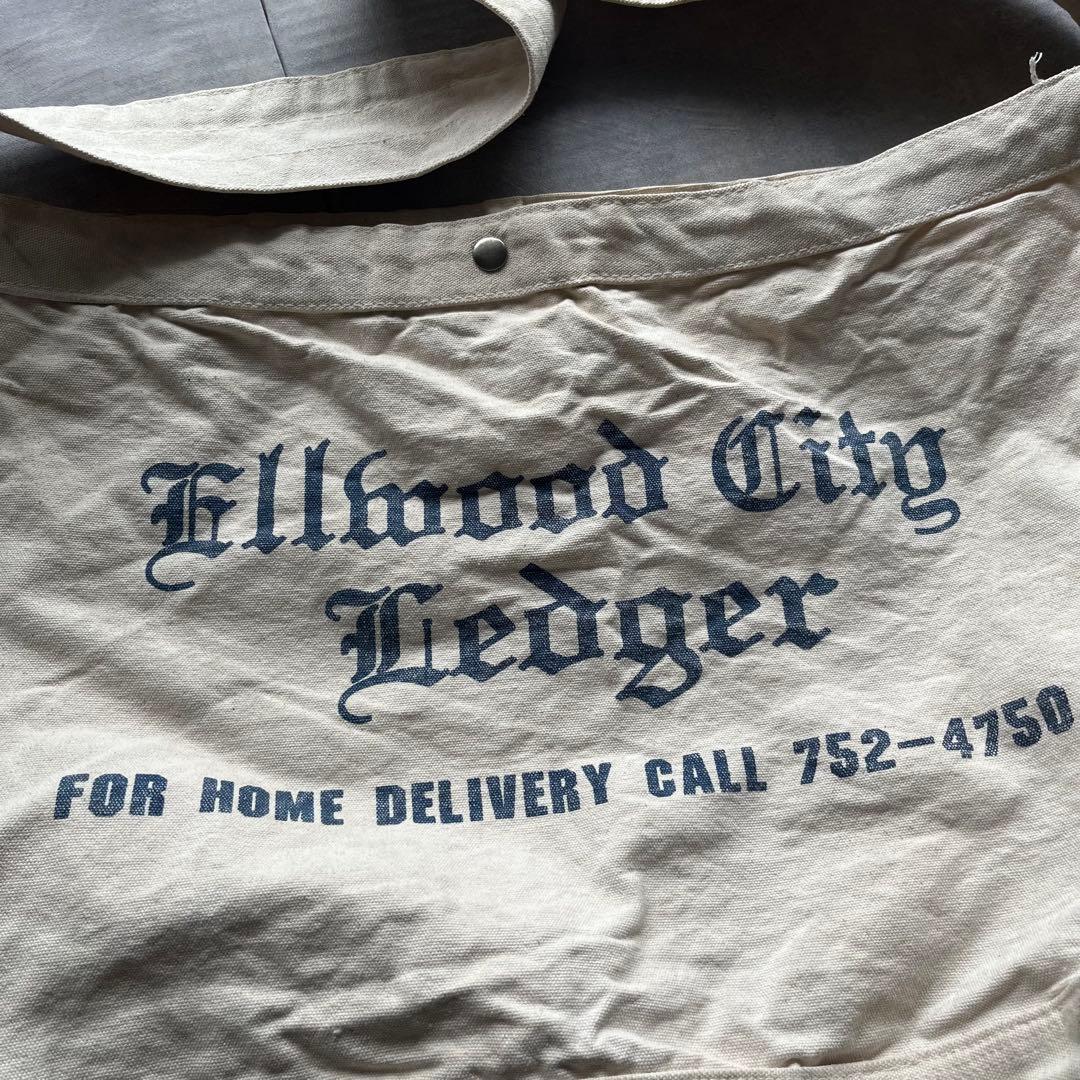 Ellwood City
Ledger
FOR HOME DELIVERY CALL 752-4750